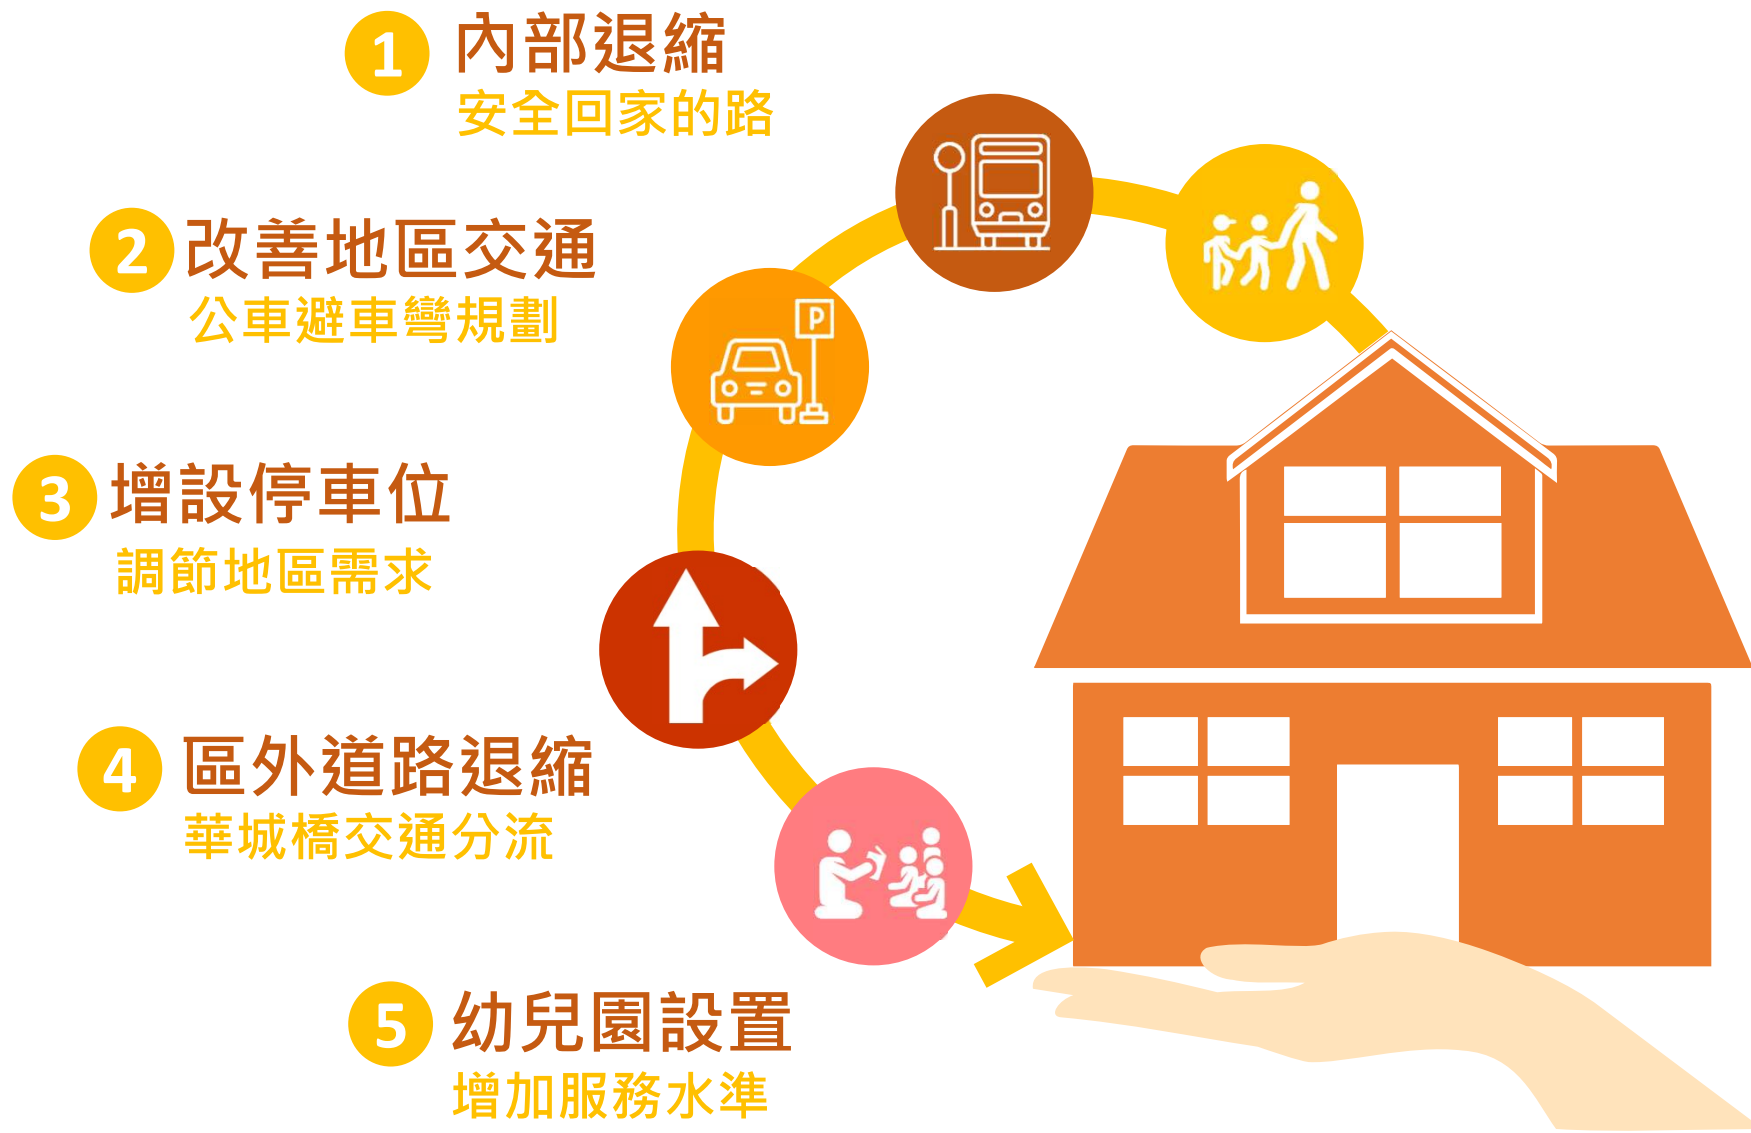 1 內部退縮
安全回家的路
2 改善地區交通
公車避車彎規劃
P
3 增設停車位
調節地區需求
4 區外道路退縮
華城橋交通分流
5 幼兒園設置
增加服務水準